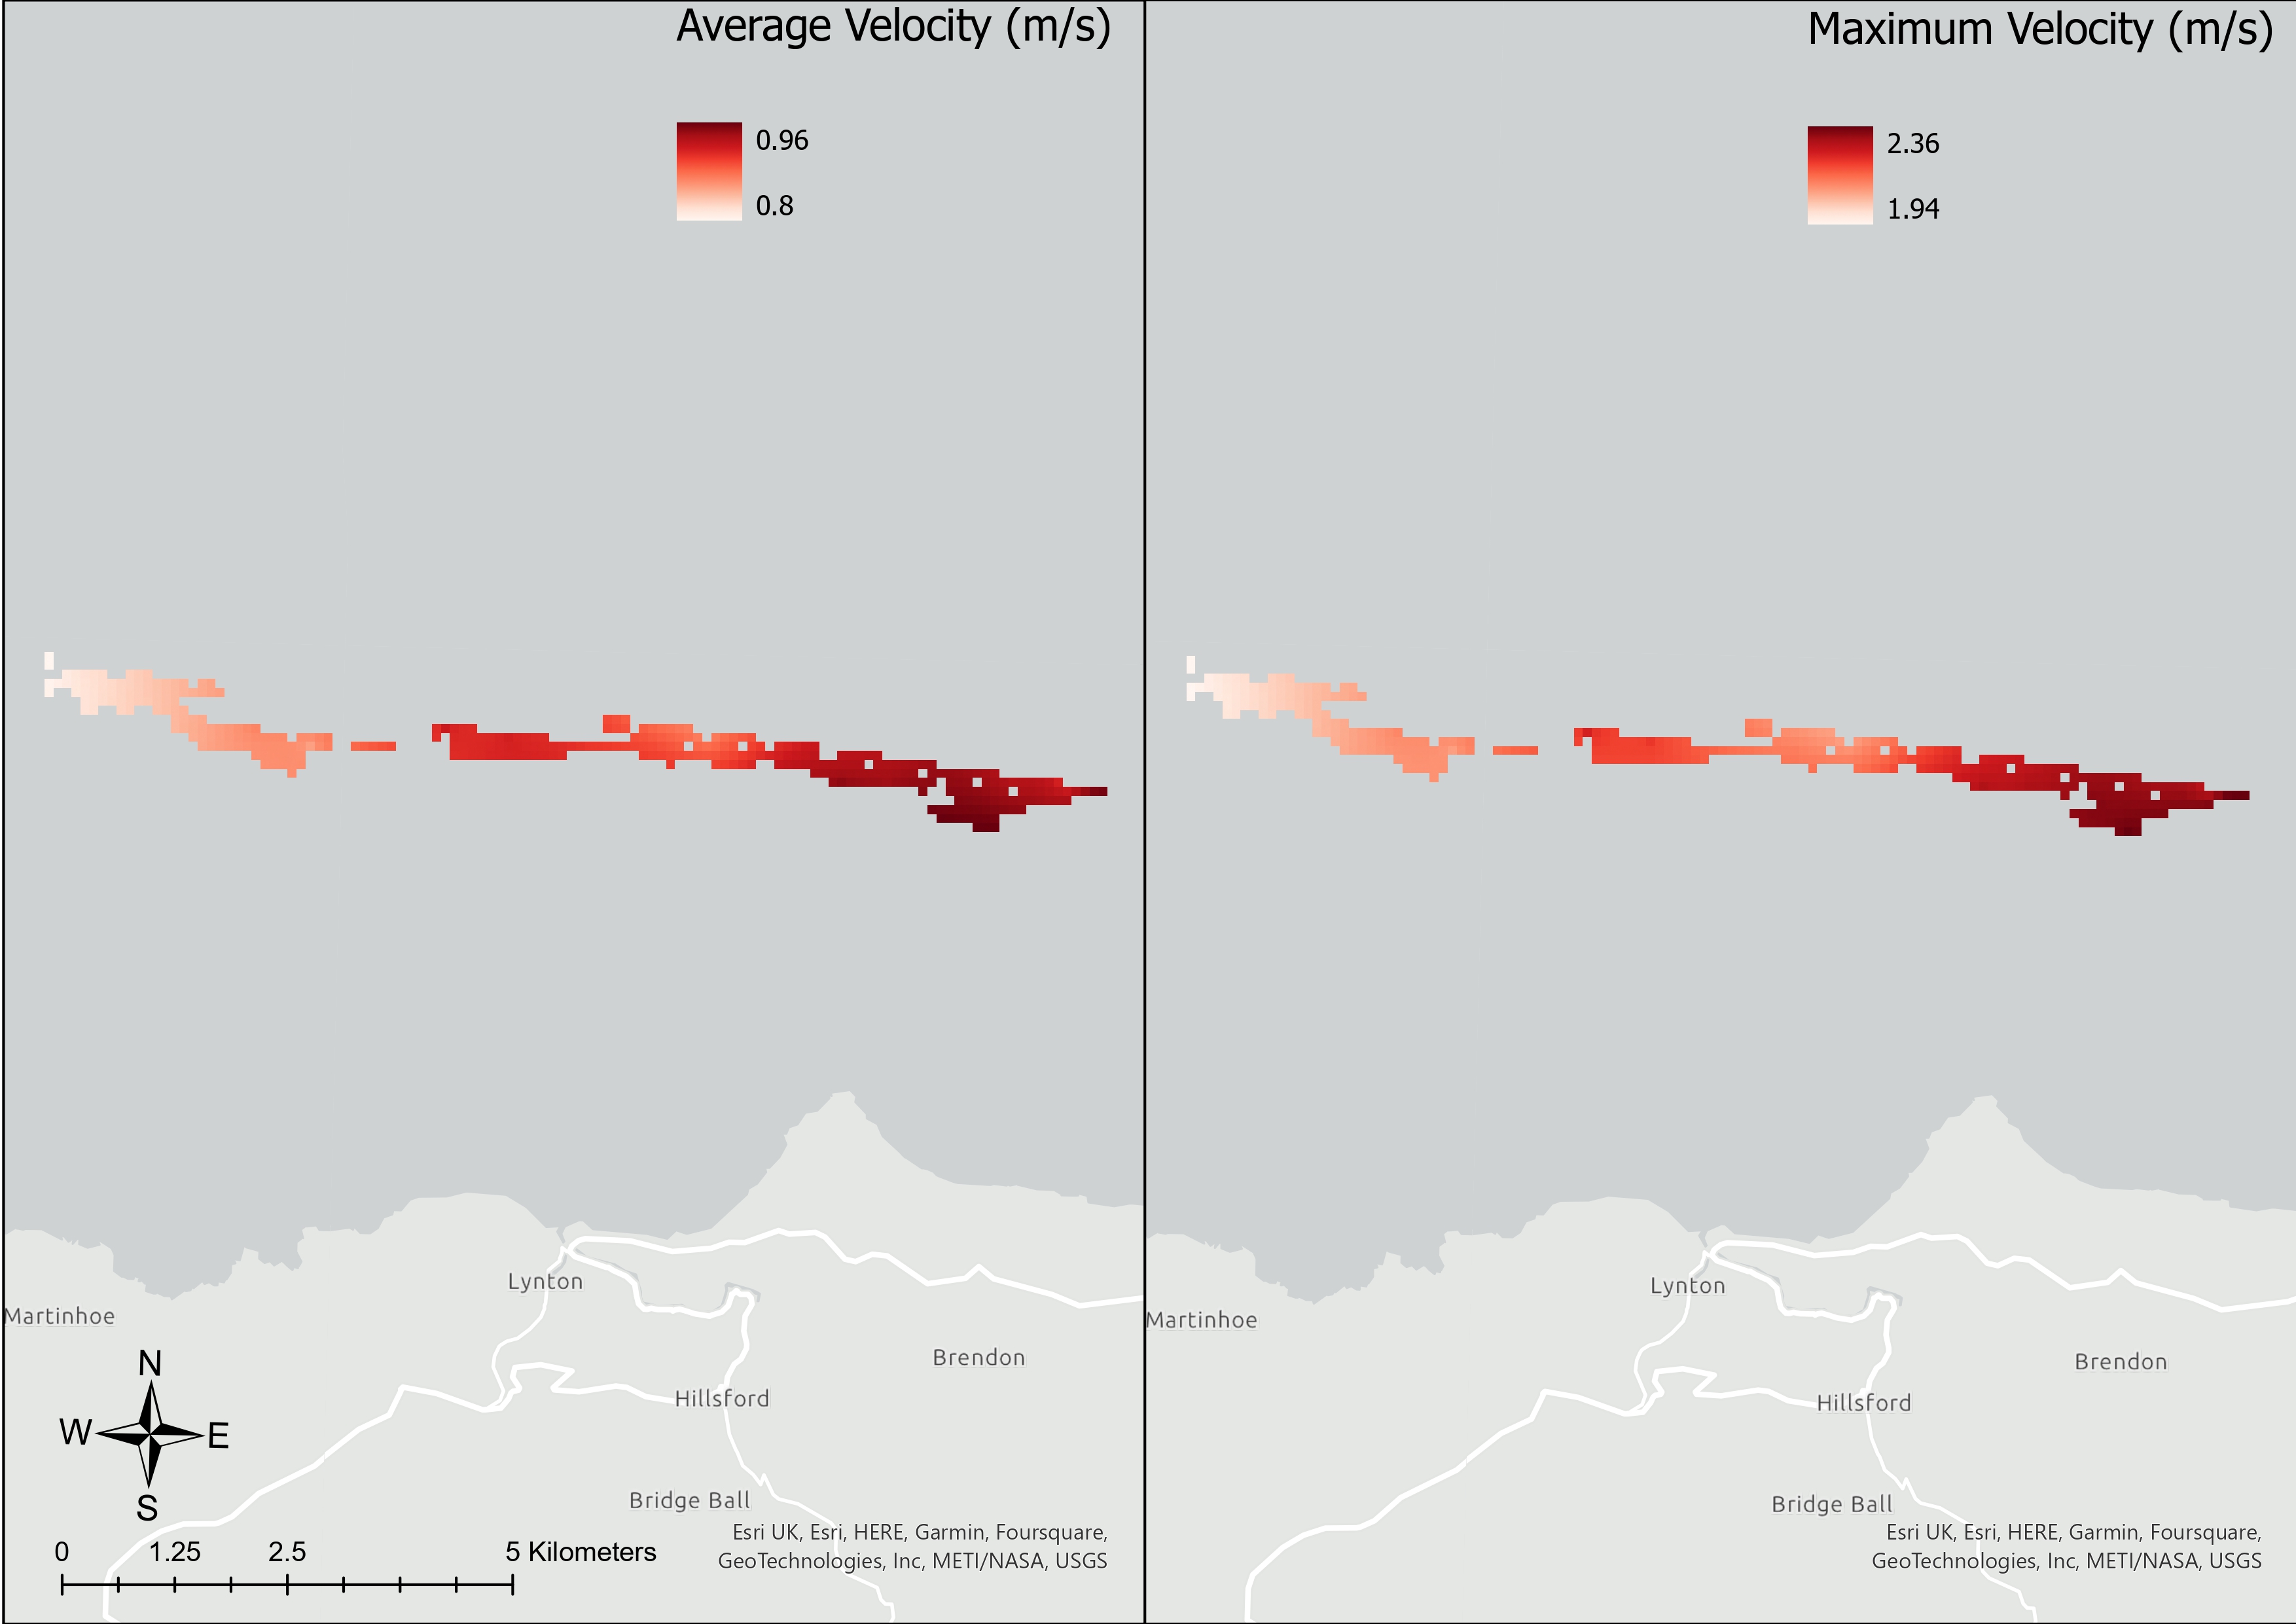 Average Velocity (m/s)
0.96
0.8
Lynton
Martinhoe
Brendon
Hillsford
Bridge Ball
N
W E
S
0 1.25 2.5 5 Kilometers
Esri UK, Esri, HERE, Garmin, Foursquare,
GeoTechnologies, Inc, METI/NASA, USGS
Maximum Velocity (m/s)
2.36
1.94
Lynton
Martinhoe
Brendon
Hillsford
Bridge Ball
Esri UK, Esri, HERE, Garmin, Foursquare,
GeoTechnologies, Inc, METI/NASA, USGS